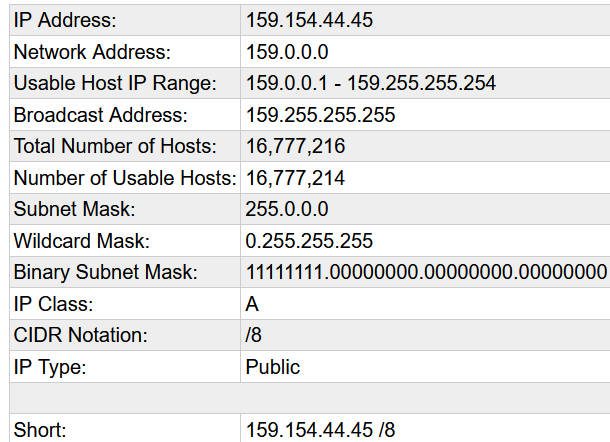 IP Address: 159.154.44.45
Network Address: 159.0.0.0
Usable Host IP Range: 159.0.0.1 - 159.255.255.254
Broadcast Address: 159.255.255.255
Total Number of Hosts: 16,777,216
Number of Usable Hosts: 16,777,214
Subnet Mask: 255.0.0.0
Wildcard Mask: 0.255.255.255
Binary Subnet Mask: 11111111.00000000.00000000.00000000
IP Class: A
CIDR Notation: /8
IP Type: Public
Short: 159.154.44.45 /8